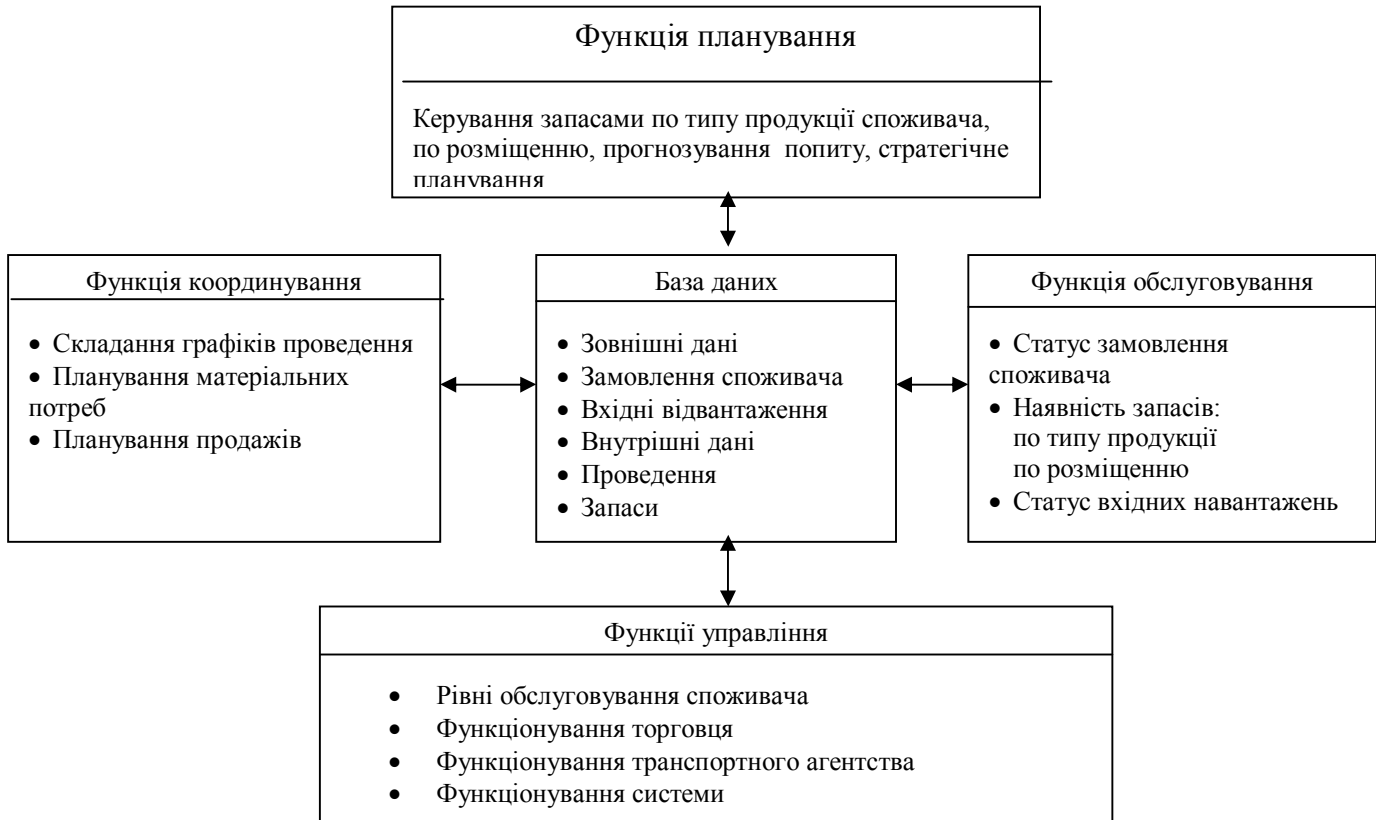 Функція планування
Керування запасами по типу продукції споживача,
по розміщенню, прогнозування попиту, стратегічне
планування
Функція координування
• Складання графіків проведення
• Планування матеріальних
потреб
• Планування продажів
База даних
• Зовнішні дані
• Замовлення споживача
• Вхідні відвантаження
• Внутрішні дані
• Проведення
• Запаси
Функція обслуговування
• Статус замовлення
споживача
• Наявність запасів:
по типу продукції
по розміщенню
• Статус вхідних навантажень
Функції управління
• Рівні обслуговування споживача
• Функціонування торговця
• Функціонування транспортного агентства
• Функціонування системи